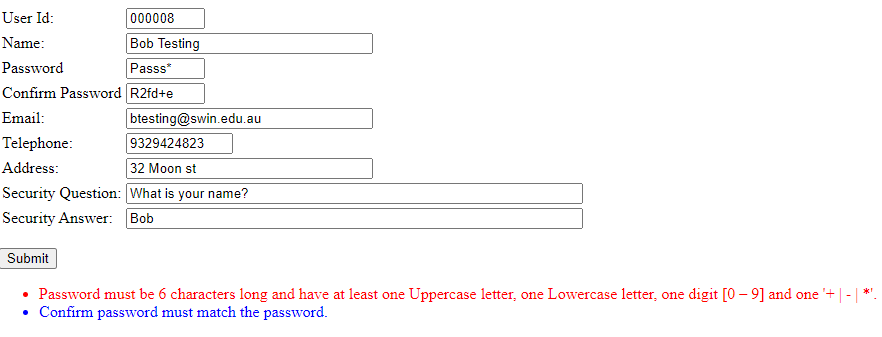 User Id: 000008
Name: Bob Testing
Password Passs*
Confirm Password R2fd+e
Email: btesting@swin.edu.au
Telephone: 9329424823
Address: 32 Moon st
Security Question: What is your name?
Security Answer: Bob
Submit
• Password must be 6 characters long and have at least one Uppercase letter, one Lowercase letter, one digit [0 – 9] and one '+ | - | *'.
• Confirm password must match the password.